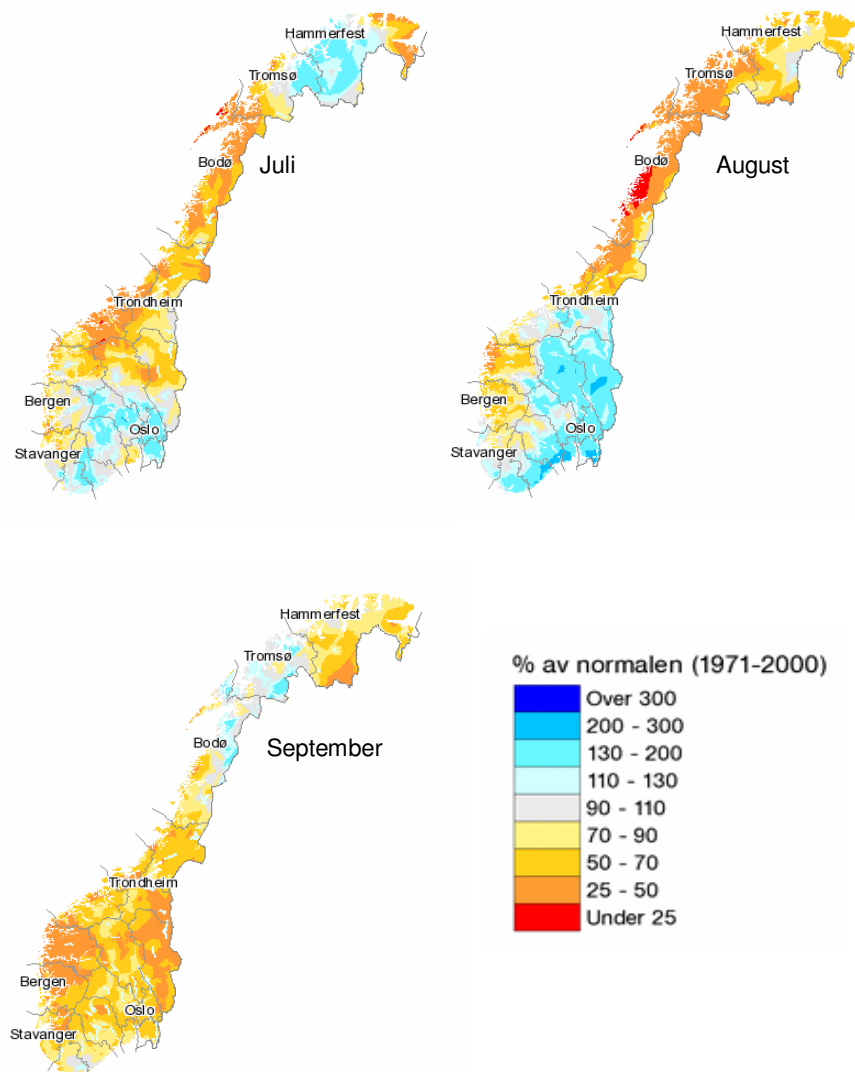 Hammerfest
Tromsø
Bodø
Juli
Trondheim
Bergen
Oslo
Stavanger
Hammerfest
Tromsø
Bodø
August
Trondheim
Bergen
Oslo
Stavanger
Hammerfest
Tromsø
Bodø
September
Trondheim
Bergen
Oslo
Stavanger
% av normalen (1971-2000)
Over 300
200 - 300
130 - 200
110 - 130
90 - 110
70 - 90
50 - 70
25 - 50
Under 25